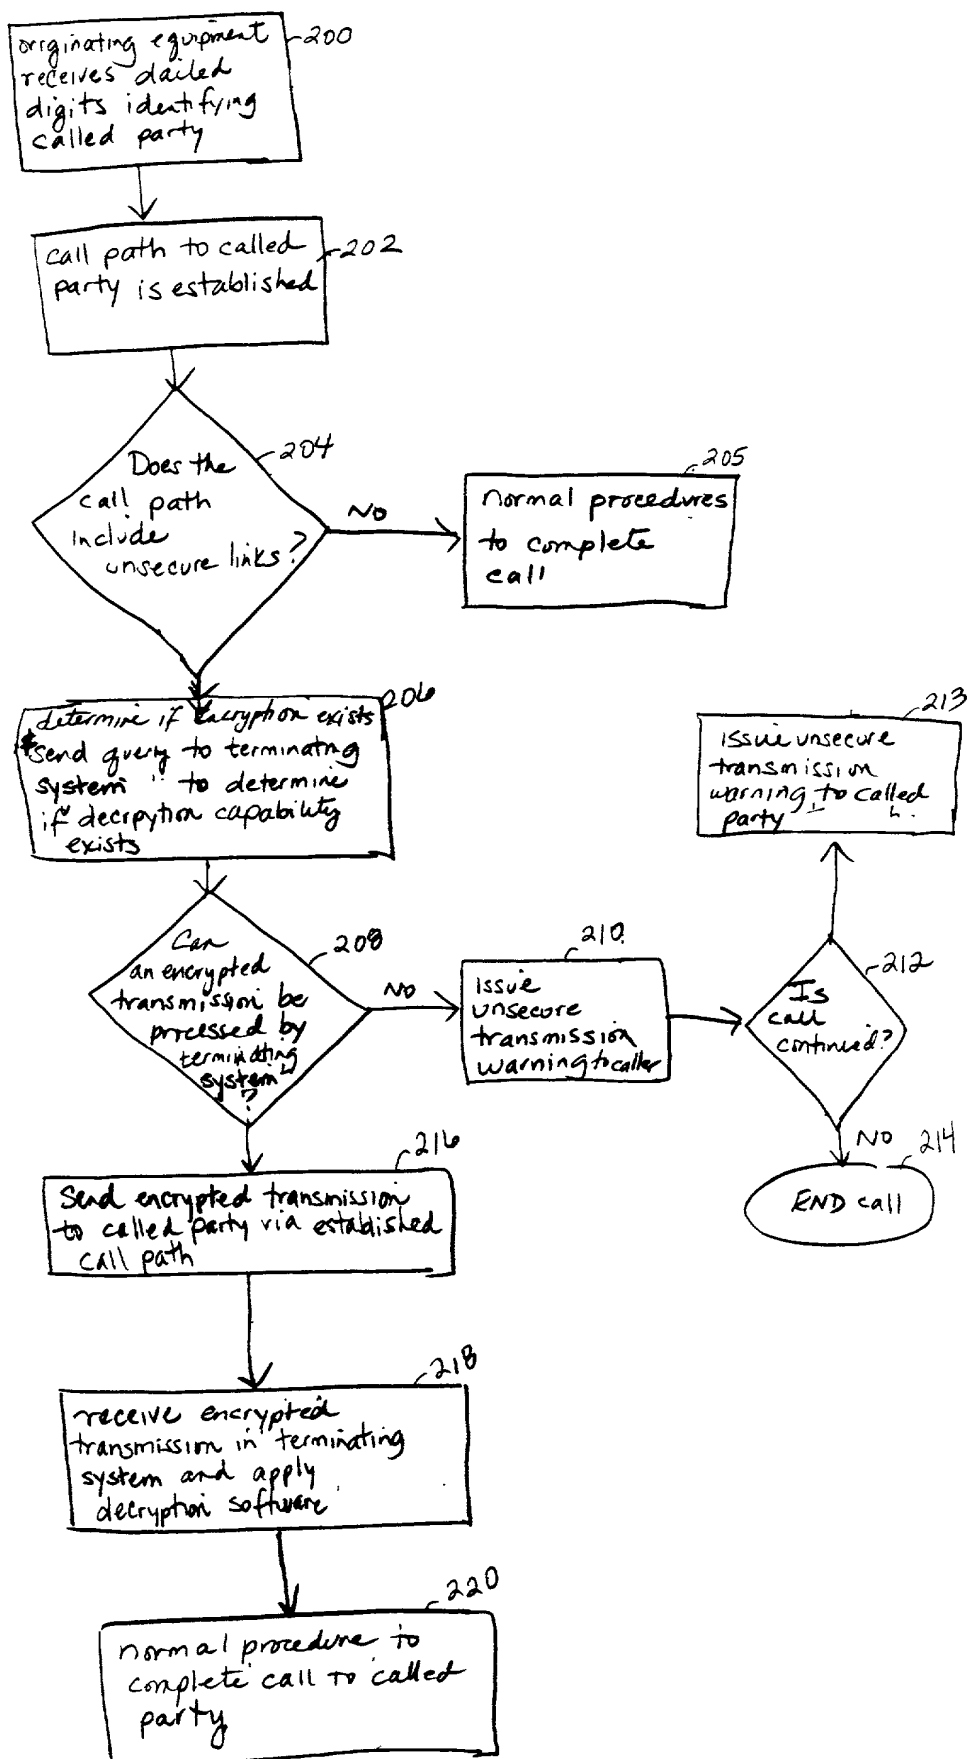 originating equipment
receives dailed
digits identifying
called party
200
call path to called
party is established
202
204
Does the
call path
include
unsecure links?
NO
205
normal procedures
to complete
call
206
determine if encryption exists
send query to terminating
system to determine
if decrpytion capability
exists
213
issue unsecure
transmission
warning to called
party
208
Can
an encrypted
transmission be
processed by
terminating
system
?
NO
210
issue
unsecure
transmission
warning to caller
212
Is
call
continued?
NO
214
END call
216
Send encrypted transmission
to called party via established
call path
218
receive encrypted
transmission in terminating
system and apply
decryption software
220
normal procedure to
complete call to called
party